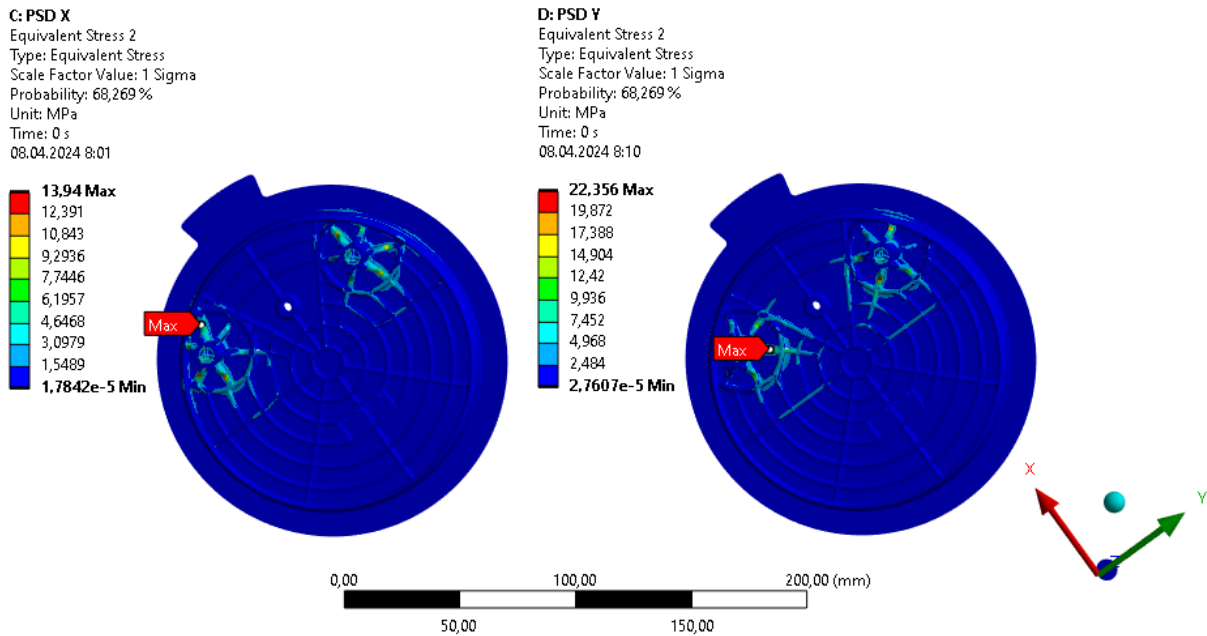 C: PSD X
Equivalent Stress 2
Type: Equivalent Stress
Scale Factor Value: 1 Sigma
Probability: 68,269 %
Unit: MPa
Time: 0 s
08.04.2024 8:01
13,94 Max
12,391
10,843
9,2936
7,7446
6,1957
4,6468
3,0979
1,5489
1,7842e-5 Min
Max
D: PSD Y
Equivalent Stress 2
Type: Equivalent Stress
Scale Factor Value: 1 Sigma
Probability: 68,269 %
Unit: MPa
Time: 0 s
08.04.2024 8:10
22,356 Max
19,872
17,388
14,904
12,42
9,936
7,452
4,968
2,484
2,7607e-5 Min
Max
X
Y
Z
0,00
100,00
200,00 (mm)
50,00
150,00